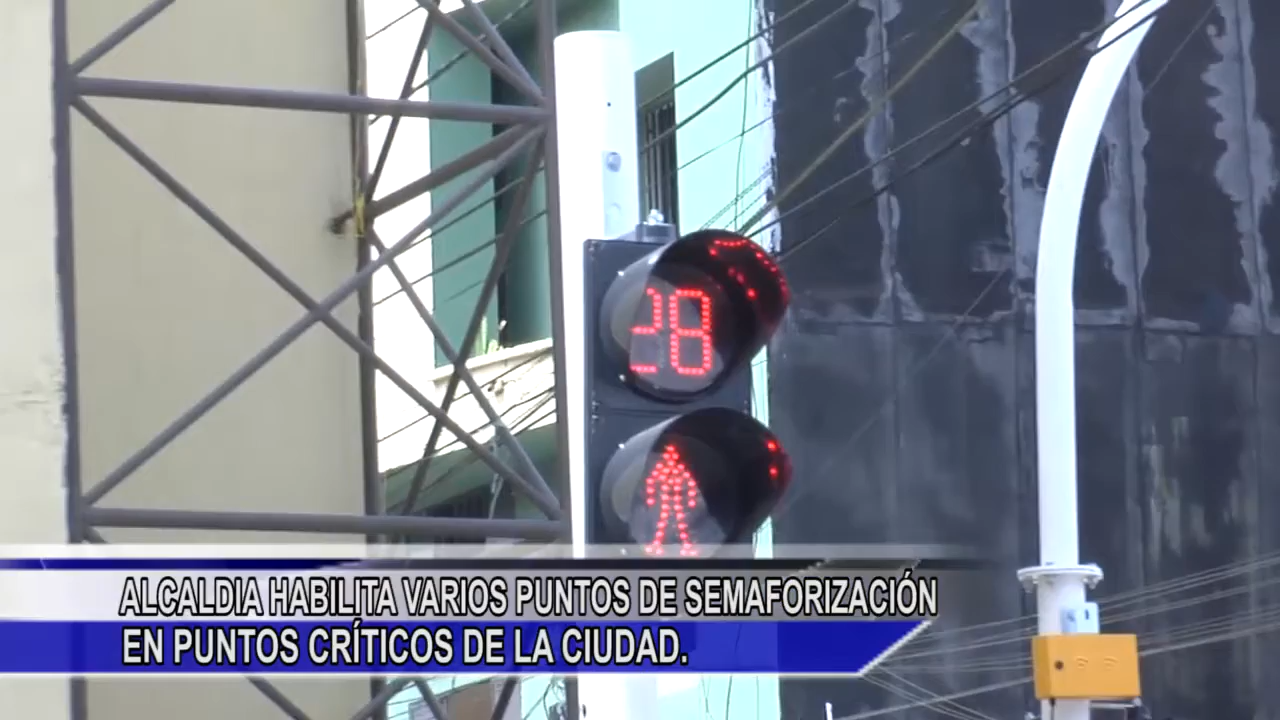 28
ALCALDIA HABILITA VARIOS PUNTOS DE SEMAFORIZACIÓN
EN PUNTOS CRÍTICOS DE LA CIUDAD.